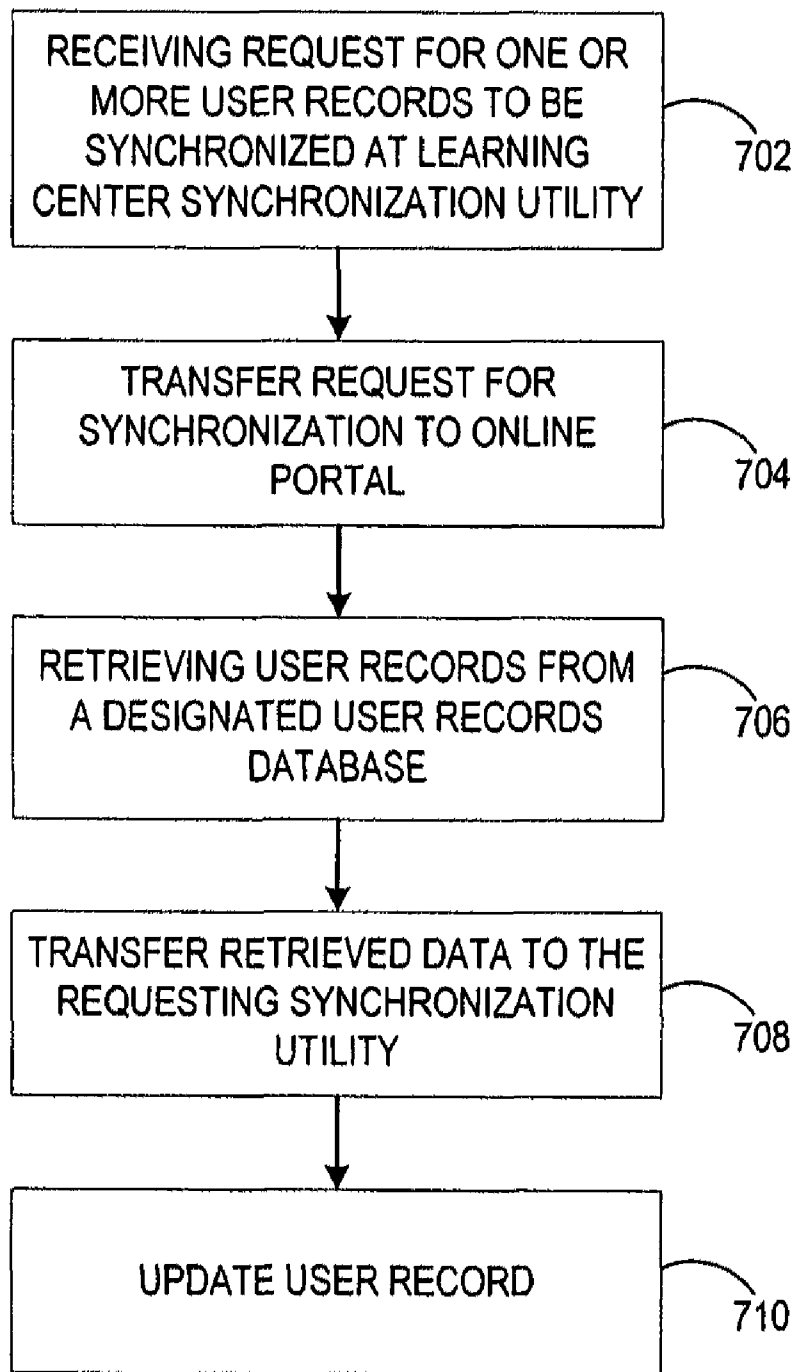 RECEIVING REQUEST FOR ONE OR
MORE USER RECORDS TO BE
SYNCHRONIZED AT LEARNING
CENTER SYNCHRONIZATION UTILITY
702
TRANSFER REQUEST FOR
SYNCHRONIZATION TO ONLINE
PORTAL
704
RETRIEVING USER RECORDS FROM
A DESIGNATED USER RECORDS
DATABASE
706
TRANSFER RETRIEVED DATA TO THE
REQUESTING SYNCHRONIZATION
UTILITY
708
UPDATE USER RECORD
710